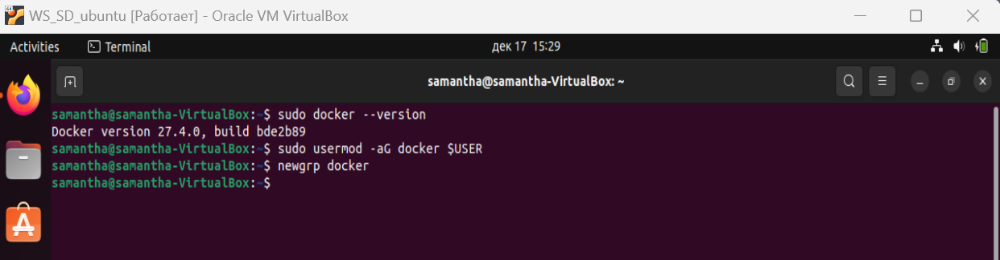 64
WS_SD_ubuntu [Работает] - Oracle VM VirtualBox
Activities Terminal дек 17 15:29
samantha@samantha-VirtualBox: ~
samantha@samantha-VirtualBox:~$ sudo docker --version
Docker version 27.4.0, build bde2b89
samantha@samantha-VirtualBox:~$ sudo usermod -aG docker $USER
samantha@samantha-VirtualBox:~$ newgrp docker
samantha@samantha-VirtualBox:~$